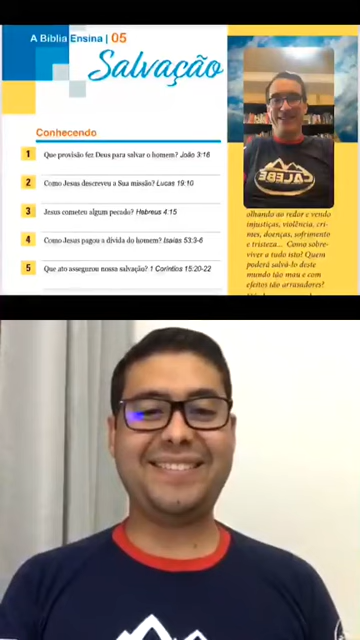 A Bíblia Ensina | 05
Salvação
Conhecendo
1 Que provisão fez Deus para salvar o homem? João 3:16
2 Como Jesus descreveu a Sua missão? Lucas 19:10
3 Jesus cometeu algum pecado? Hebreus 4:15
4 Como Jesus pagou a dívida do homem? Isaías 53:3-6
5 Que ato assegurou nossa salvação? 1 Coríntios 15:20-22
CALEBE
olhando ao redor e vendo
injustiças, violência, cri-
mes, doenças, sofrimento
e tristeza... Como sobre-
viver a tudo isto? Quem
poderá salvá-lo deste
mundo tão mau e com
efeitos tão arrasadores?